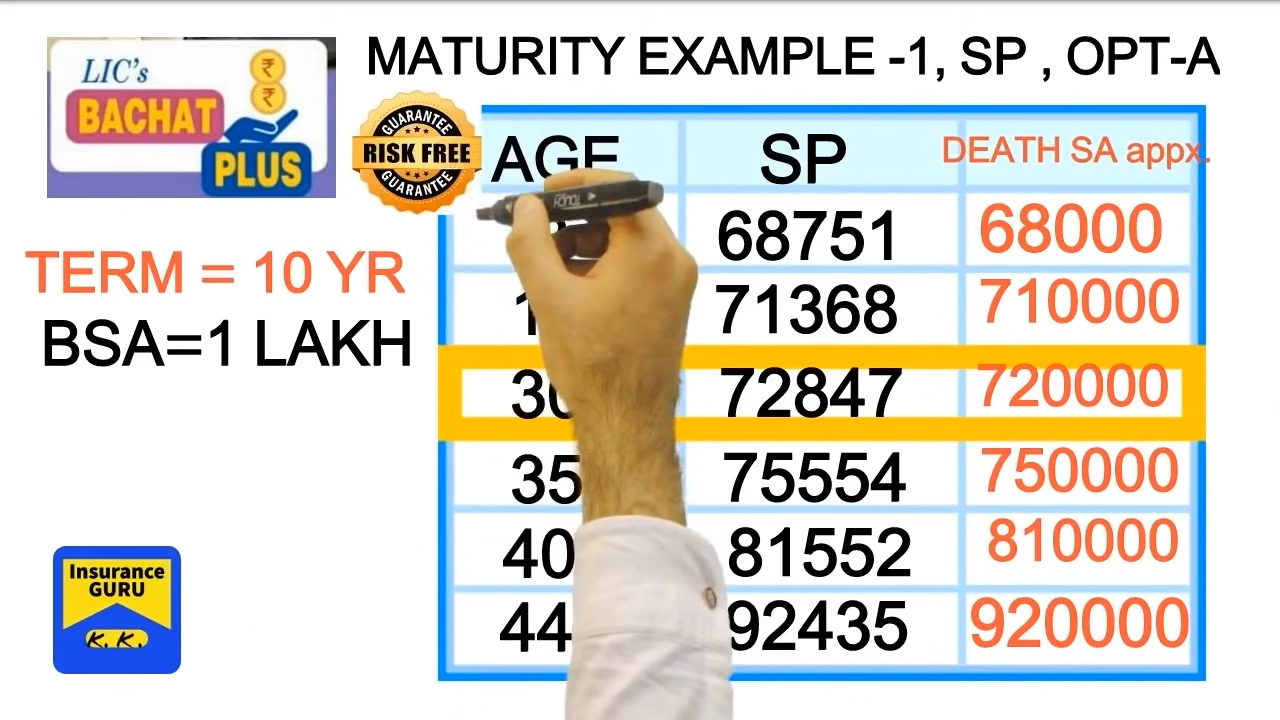 MATURITY EXAMPLE -1, SP , OPT-A
LIC's
₹
BACHAT
₹
PLUS
GUARANTEE
RISK FREE
GUARANTEE
TERM = 10 YR
BSA=1 LAKH
Insurance
GURU
K. K.
AGE SP DEATH SA appx.
68751 68000
71368 710000
72847 720000
35 75554 750000
40 81552 810000
44 92435 920000